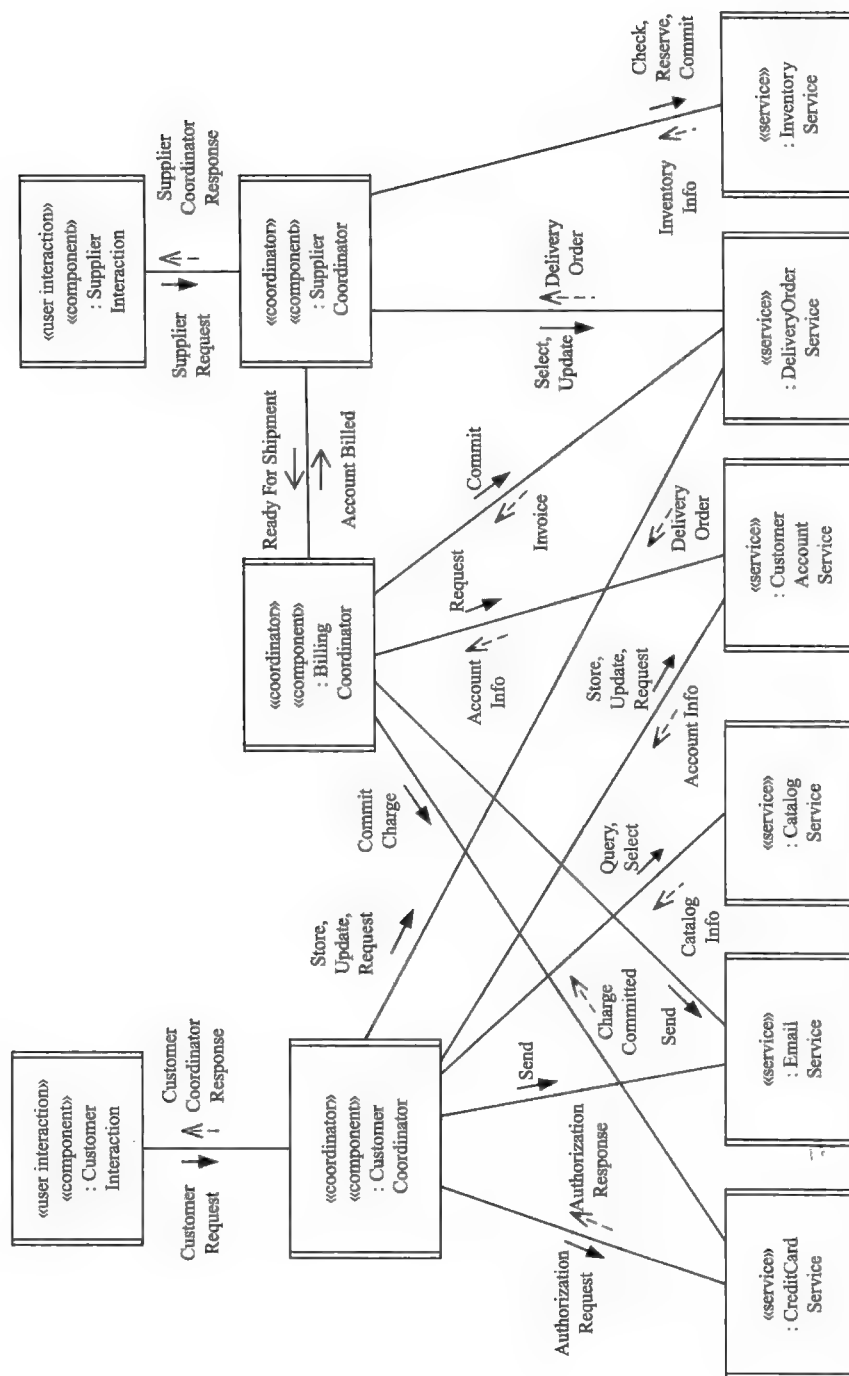 «user interaction»
«component»
: Customer
Interaction
Customer
Request
Customer
Coordinator
Response
«coordinator»
«component»
: Customer
Coordinator
«user interaction»
«component»
: Supplier
Interaction
Supplier
Request
Supplier
Coordinator
Response
«coordinator»
«component»
: Supplier
Coordinator
Ready For Shipment
Account Billed
«coordinator»
«component»
: Billing
Coordinator
Store,
Update,
Request
Commit
Charge
Account
Info
Request
Invoice
Commit
Select,
Update
Delivery
Order
Inventory
Info
Check,
Reserve,
Commit
Authorization
Request
Authorization
Response
Send
Charge
Committed
Send
Query,
Select
Catalog
Info
Store,
Update,
Request
Account Info
Delivery
Order
«service»
: CreditCard
Service
«service»
: Email
Service
«service»
: Catalog
Service
«service»
: Customer
Account
Service
«service»
: DeliveryOrder
Service
«service»
: Inventory
Service